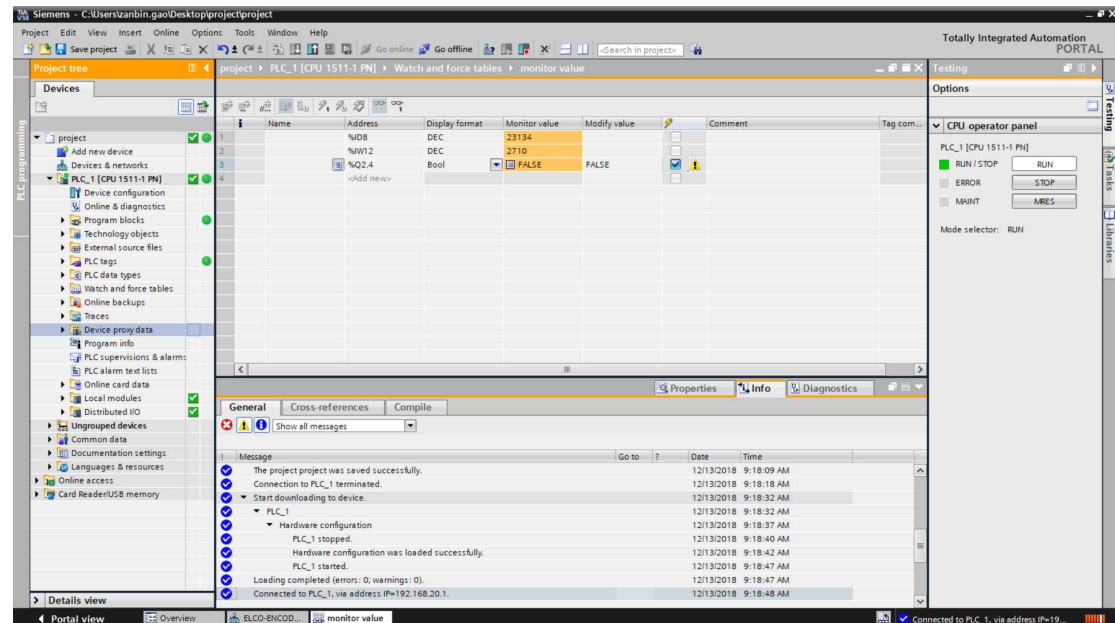 Siemens - C:\Users\zanbin.gao\Desktop\project\project
Project Edit View Insert Online Options Tools Window Help
Totally Integrated Automation
PORTAL
Save project Go online Go offline <Search in project>
Project tree
project ▸ PLC_1 [CPU 1511-1 PN] ▸ Watch and force tables ▸ monitor value
Testing
Devices
Options
PLC programming
i Name Address Display format Monitor value Modify value Comment Tag com...
1 %ID8 DEC 23134
2 %IW12 DEC 2710
3 %Q2.4 Bool FALSE FALSE
4 <Add new>
project
Add new device
Devices & networks
PLC_1 [CPU 1511-1 PN]
Device configuration
Online & diagnostics
Program blocks
Technology objects
External source files
PLC tags
PLC data types
Watch and force tables
Online backups
Traces
Device proxy data
Program info
PLC supervisions & alarms
PLC alarm text lists
Online card data
Local modules
Distributed I/O
Ungrouped devices
Common data
Documentation settings
Languages & resources
Online access
Card Reader/USB memory
CPU operator panel
PLC_1 [CPU 1511-1 PN]
RUN / STOP RUN
ERROR STOP
MAINT MRES
Mode selector: RUN
Testing
Tasks
Libraries
Properties Info Diagnostics
General Cross-references Compile
Show all messages
! Message Go to ? Date Time
The project project was saved successfully. 12/13/2018 9:18:09 AM
Connection to PLC_1 terminated. 12/13/2018 9:18:18 AM
Start downloading to device. 12/13/2018 9:18:32 AM
PLC_1 12/13/2018 9:18:32 AM
Hardware configuration 12/13/2018 9:18:37 AM
PLC_1 stopped. 12/13/2018 9:18:40 AM
Hardware configuration was loaded successfully. 12/13/2018 9:18:42 AM
PLC_1 started. 12/13/2018 9:18:47 AM
Loading completed (errors: 0; warnings: 0). 12/13/2018 9:18:47 AM
Connected to PLC_1, via address IP=192.168.20.1. 12/13/2018 9:18:48 AM
Details view
Portal view Overview ELCO-ENCOD... monitor value Connected to PLC_1, via address IP=19...